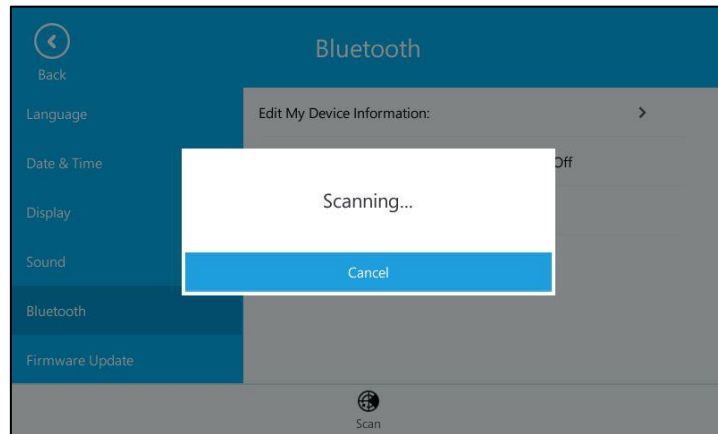 Bluetooth
Back
Language
Edit My Device Information:
Date & Time
Off
Scanning...
Display
Sound
Cancel
Bluetooth
Firmware Update
Scan